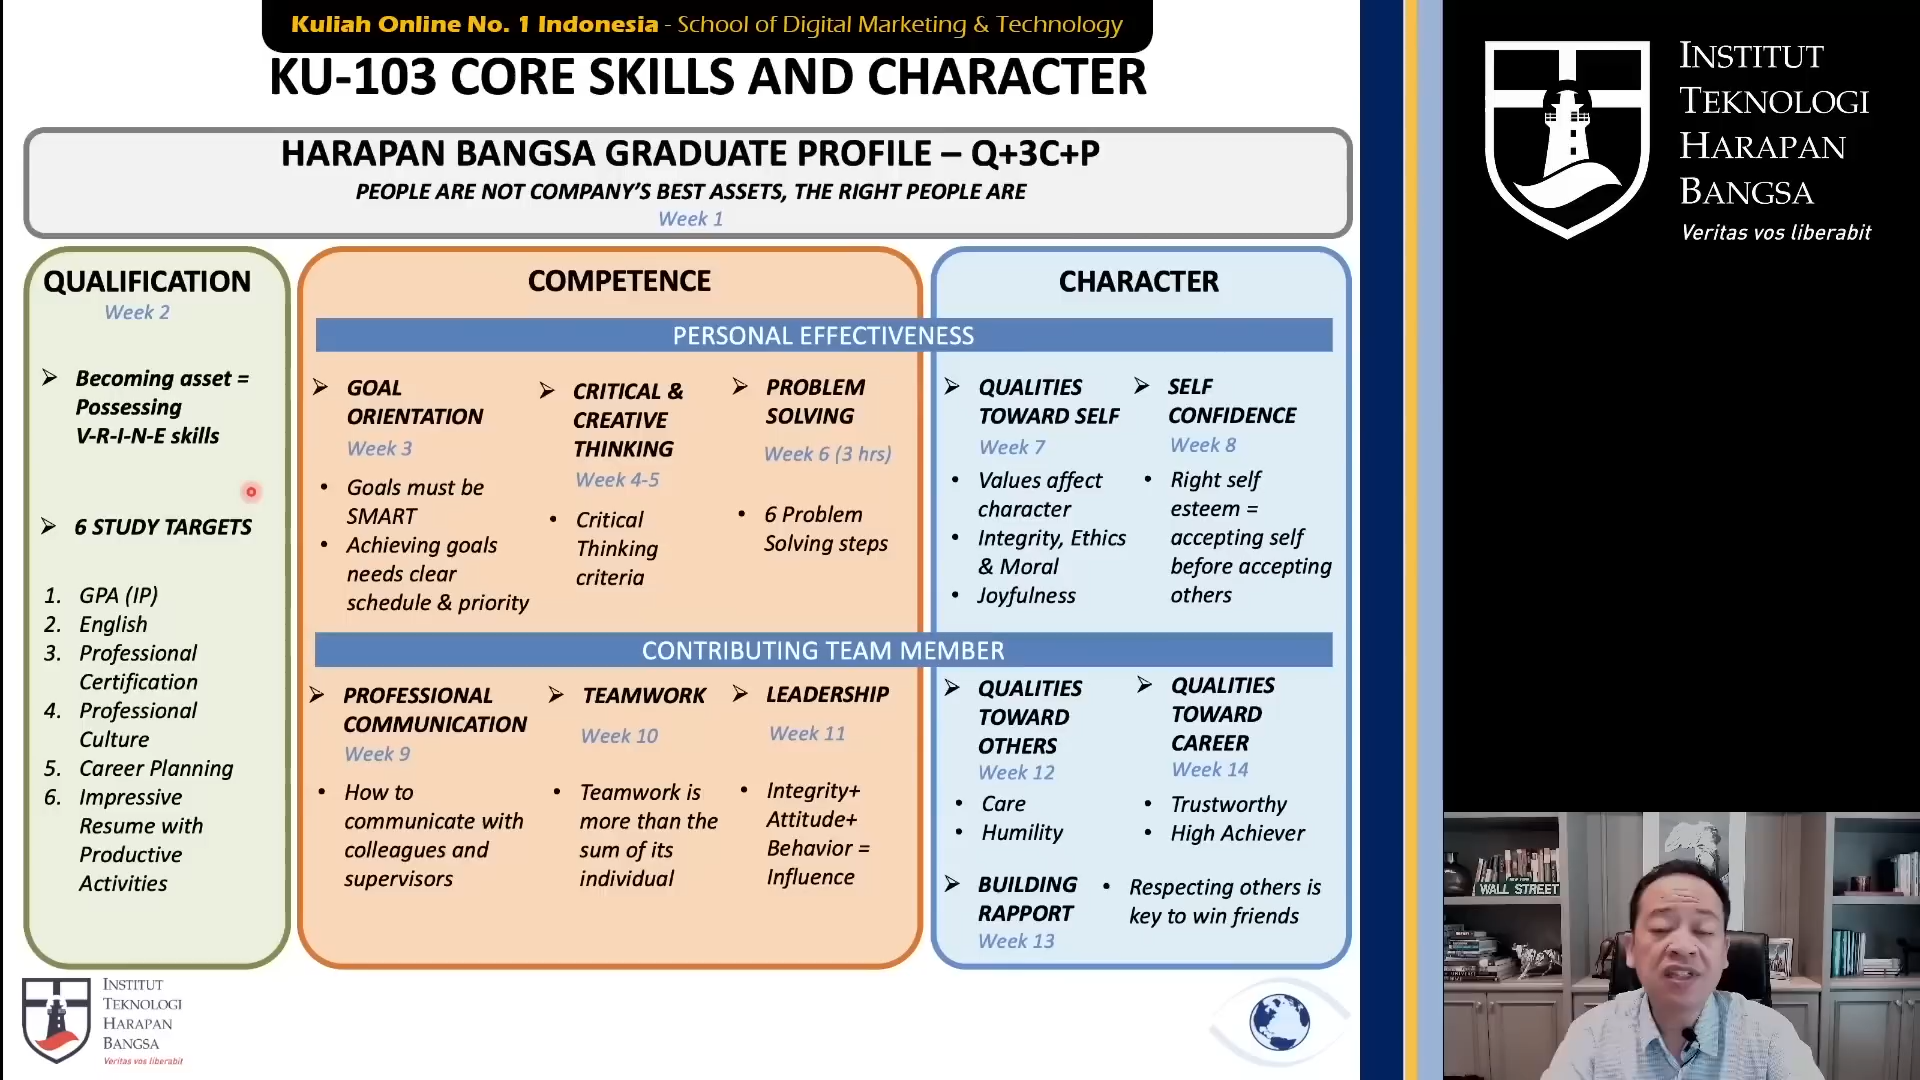 Kuliah Online No. 1 Indonesia - School of Digital Marketing & Technology
KU-103 CORE SKILLS AND CHARACTER
HARAPAN BANGSA GRADUATE PROFILE – Q+3C+P
PEOPLE ARE NOT COMPANY'S BEST ASSETS, THE RIGHT PEOPLE ARE
Week 1
QUALIFICATION
Week 2
➢ Becoming asset =
Possessing
V-R-I-N-E skills
➢ 6 STUDY TARGETS
1. GPA (IP)
2. English
3. Professional
Certification
4. Professional
Culture
5. Career Planning
6. Impressive
Resume with
Productive
Activities
COMPETENCE
CHARACTER
PERSONAL EFFECTIVENESS
➢ GOAL
ORIENTATION
Week 3
• Goals must be
SMART
• Achieving goals
needs clear
schedule & priority
➢ CRITICAL &
CREATIVE
THINKING
Week 4-5
• Critical
Thinking
criteria
➢ PROBLEM
SOLVING
Week 6 (3 hrs)
• 6 Problem
Solving steps
➢ QUALITIES
TOWARD SELF
Week 7
• Values affect
character
• Integrity, Ethics
& Moral
• Joyfulness
➢ SELF
CONFIDENCE
Week 8
• Right self
esteem =
accepting self
before accepting
others
CONTRIBUTING TEAM MEMBER
➢ PROFESSIONAL
COMMUNICATION
Week 9
• How to
communicate with
colleagues and
supervisors
➢ TEAMWORK
Week 10
• Teamwork is
more than the
sum of its
individual
➢ LEADERSHIP
Week 11
• Integrity+
Attitude+
Behavior =
Influence
➢ QUALITIES
TOWARD
OTHERS
Week 12
• Care
• Humility
➢ QUALITIES
TOWARD
CAREER
Week 14
• Trustworthy
• High Achiever
➢ BUILDING
RAPPORT
Week 13
• Respecting others is
key to win friends
INSTITUT
TEKNOLOGI
HARAPAN
BANGSA
Veritas vos liberabit
INSTITUT
TEKNOLOGI
HARAPAN
BANGSA
Veritas vos liberabit
WALL STREET